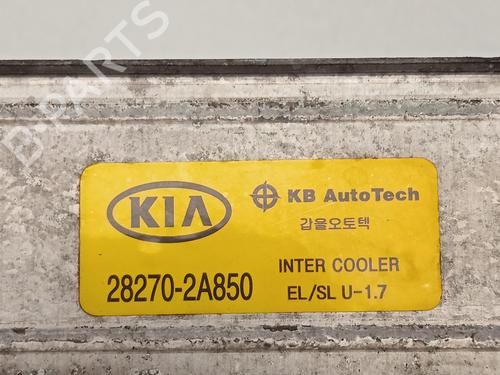 B-PARTS
KIA
KB AutoTech
갑을오토텍
28270-2A850
INTER COOLER
EL/SL U-1.7